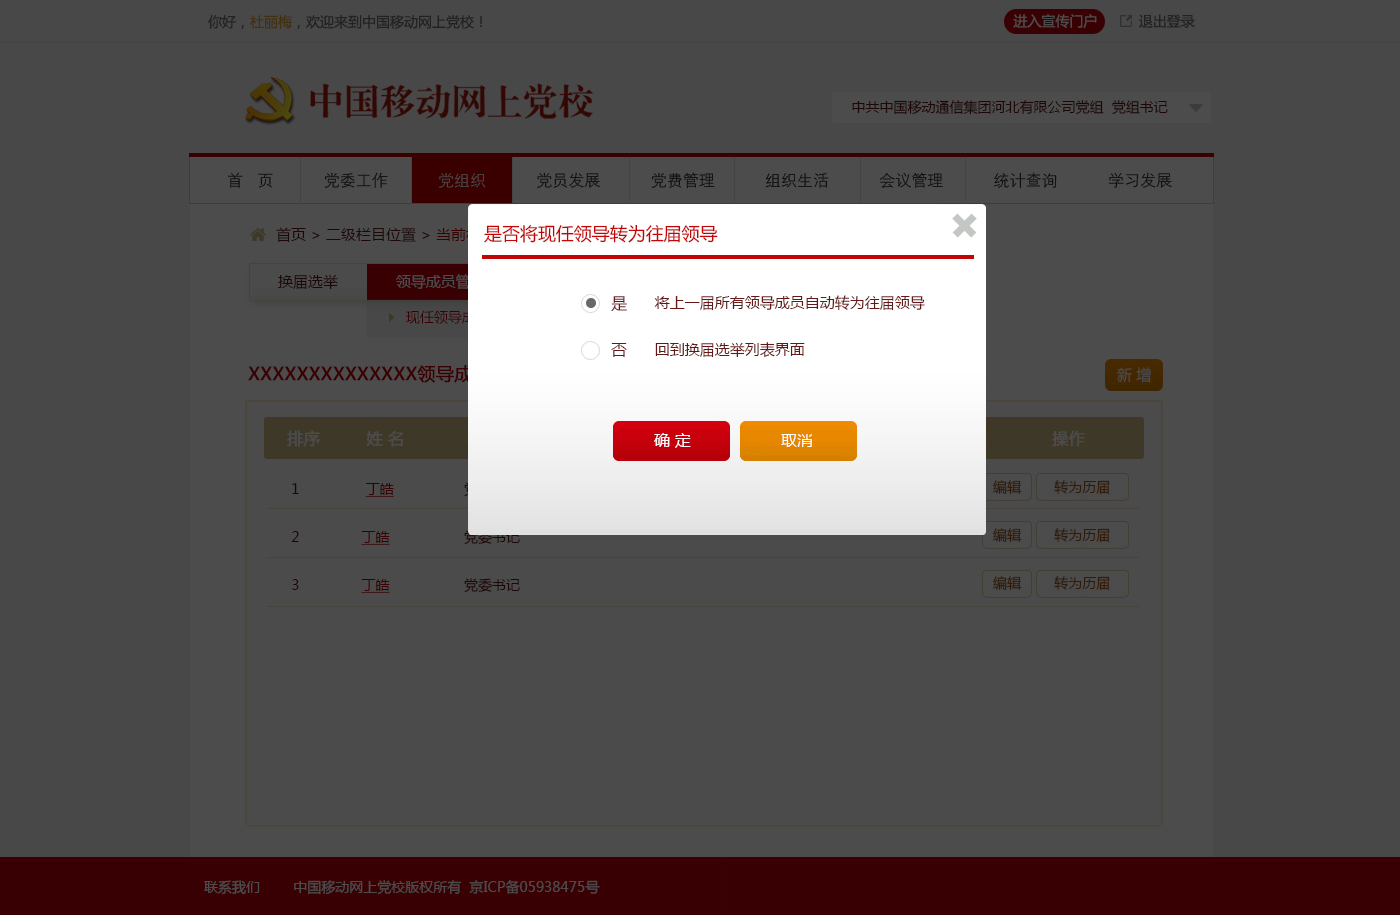 你好，杜丽梅，欢迎来到中国移动网上党校！
进入宣传门户 退出登录
中国移动网上党校
中共中国移动通信集团河北有限公司党组 党组书记
首 页 党委工作 党组织 党员发展 党费管理 组织生活 会议管理 统计查询 学习发展
首页 > 二级栏目位置 > 当前
是否将现任领导转为往届领导
换届选举 领导成员管
是 将上一届所有领导成员自动转为往届领导
现任领导成
否 回到换届选举列表界面
XXXXXXXXXXXXXX领导成
新 增
排序 姓 名 操作
确 定 取消
1 丁皓 编辑 转为历届
2 丁皓 党委书记 编辑 转为历届
3 丁皓 党委书记 编辑 转为历届
联系我们 中国移动网上党校版权所有 京ICP备05938475号